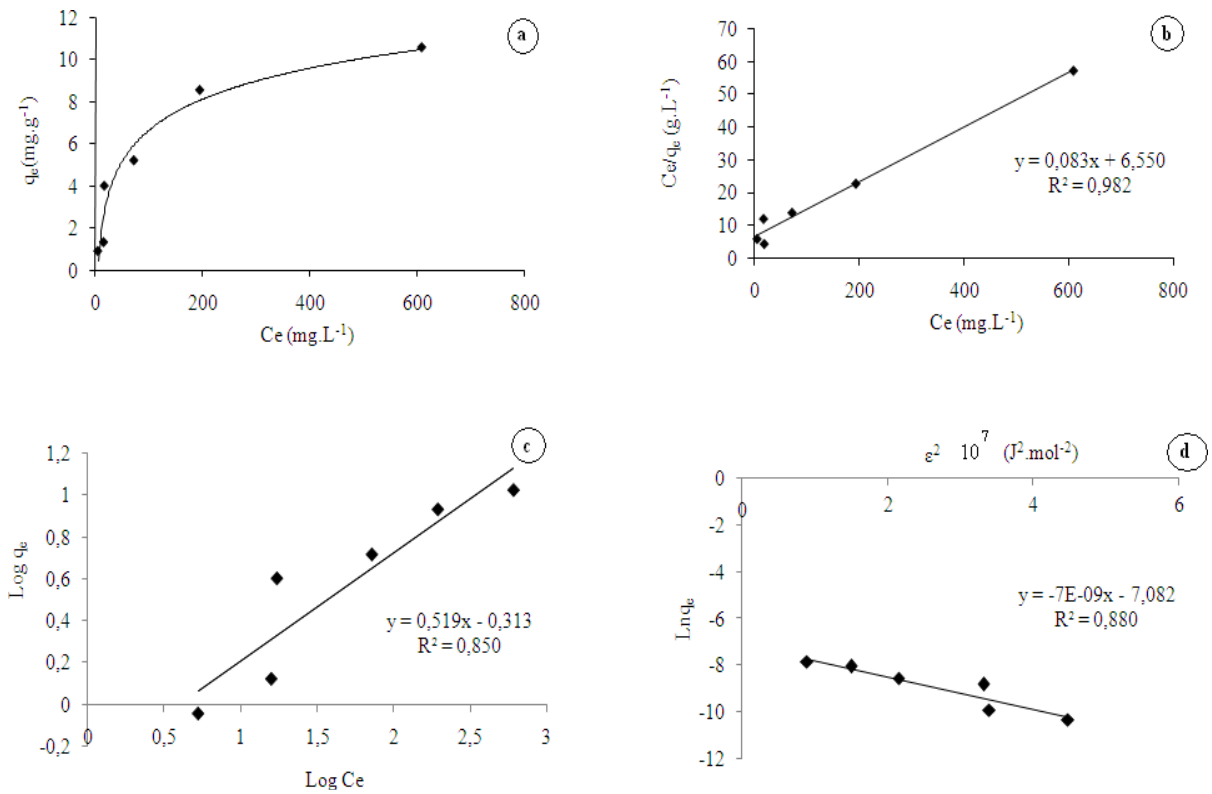 a
12
10
8
6
4
2
0
qₑ(mg.g⁻¹)
0 200 400 600 800
Ce (mg.L⁻¹)
b
70
60
50
40
30
20
10
0
Ce/qₑ (g.L⁻¹)
y = 0,083x + 6,550
R² = 0,982
0 200 400 600 800
Ce (mg.L⁻¹)
c
1,2
1
0,8
0,6
0,4
0,2
0
-0,2
Log qₑ
y = 0,519x - 0,313
R² = 0,850
0 0,5 1 1,5 2 2,5 3
Log Ce
d
ε² 10⁷ (J².mol⁻²)
0 2 4 6
0
-2
-4
-6
-8
-10
-12
Lnqₑ
y = -7E-09x - 7,082
R² = 0,880